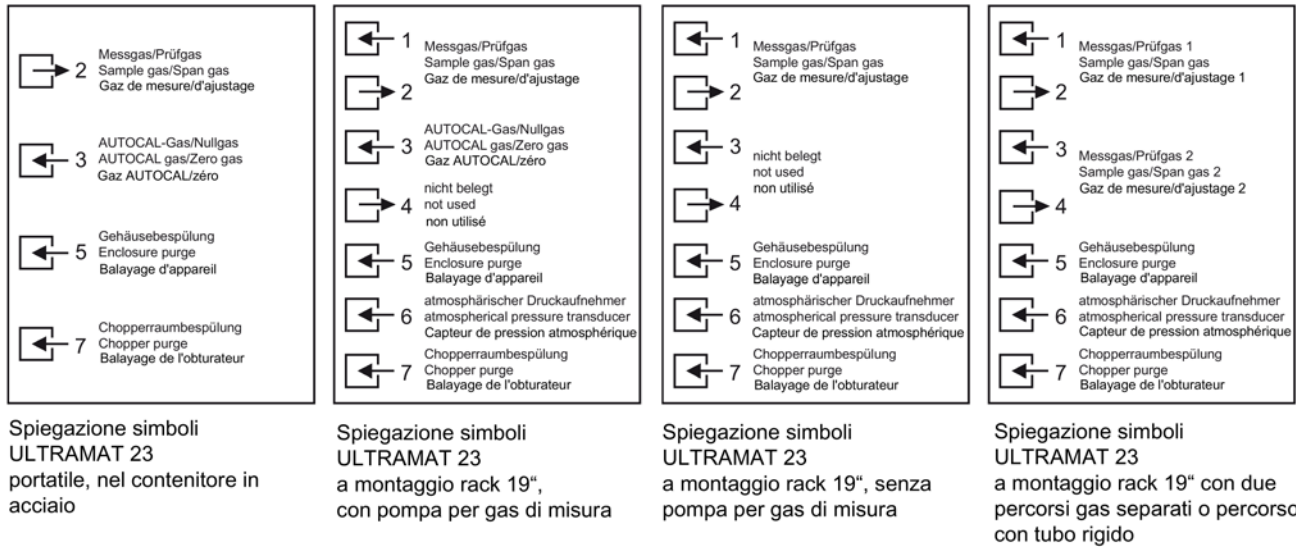 2
Messgas/Prüfgas
Sample gas/Span gas
Gaz de mesure/d'ajustage
3
AUTOCAL-Gas/Nullgas
AUTOCAL gas/Zero gas
Gaz AUTOCAL/zéro
5
Gehäusebespülung
Enclosure purge
Balayage d'appareil
7
Chopperraumbespülung
Chopper purge
Balayage de l'obturateur
Spiegazione simboli
ULTRAMAT 23
portatile, nel contenitore in
acciaio
1
Messgas/Prüfgas
Sample gas/Span gas
Gaz de mesure/d'ajustage
2
3
AUTOCAL-Gas/Nullgas
AUTOCAL gas/Zero gas
Gaz AUTOCAL/zéro
4
nicht belegt
not used
non utilisé
5
Gehäusebespülung
Enclosure purge
Balayage d'appareil
6
atmosphärischer Druckaufnehmer
atmospherical pressure transducer
Capteur de pression atmosphérique
7
Chopperraumbespülung
Chopper purge
Balayage de l'obturateur
Spiegazione simboli
ULTRAMAT 23
a montaggio rack 19“,
con pompa per gas di misura
1
Messgas/Prüfgas
Sample gas/Span gas
Gaz de mesure/d'ajustage
2
3
nicht belegt
not used
non utilisé
4
5
Gehäusebespülung
Enclosure purge
Balayage d'appareil
6
atmosphärischer Druckaufnehmer
atmospherical pressure transducer
Capteur de pression atmosphérique
7
Chopperraumbespülung
Chopper purge
Balayage de l'obturateur
Spiegazione simboli
ULTRAMAT 23
a montaggio rack 19“, senza
pompa per gas di misura
1
Messgas/Prüfgas 1
Sample gas/Span gas
Gaz de mesure/d'ajustage 1
2
3
Messgas/Prüfgas 2
Sample gas/Span gas 2
Gaz de mesure/d'ajustage 2
4
5
Gehäusebespülung
Enclosure purge
Balayage d'appareil
6
atmosphärischer Druckaufnehmer
atmospherical pressure transducer
Capteur de pression atmosphérique
7
Chopperraumbespülung
Chopper purge
Balayage de l'obturateur
Spiegazione simboli
ULTRAMAT 23
a montaggio rack 19“ con due
percorsi gas separati o percorso
con tubo rigido